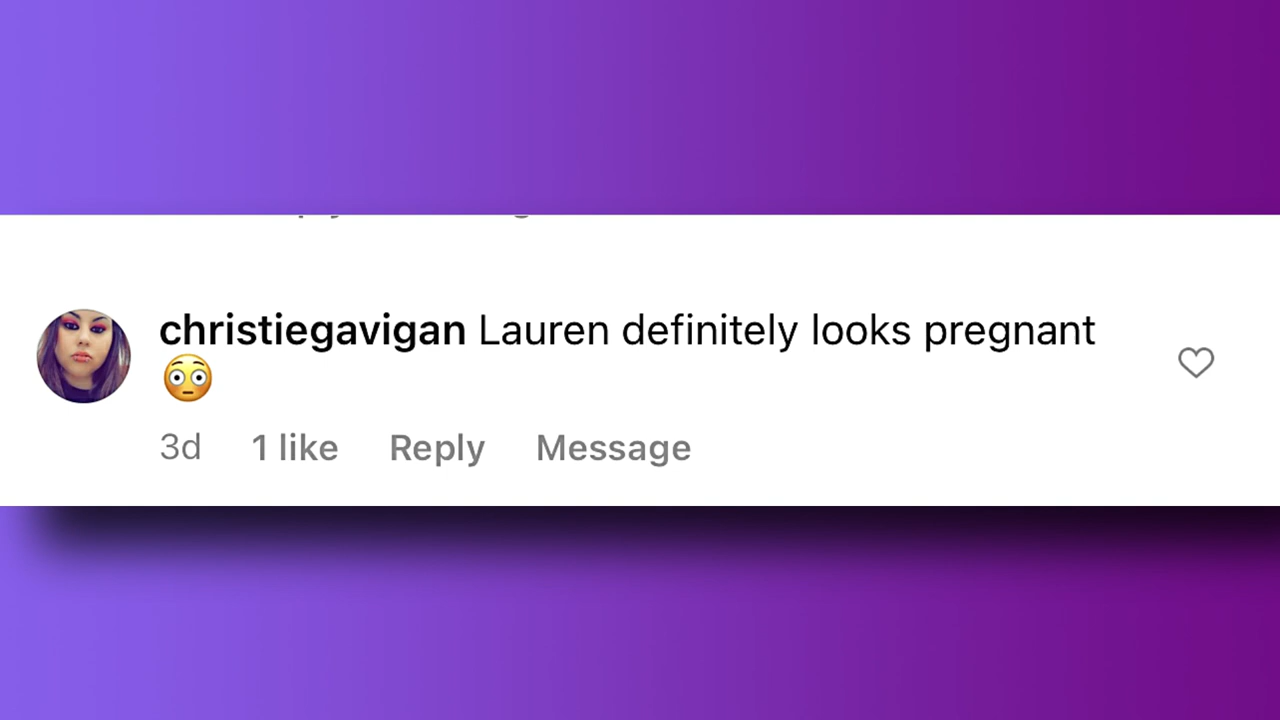 christiegavigan Lauren definitely looks pregnant
😳
3d 1 like Reply Message